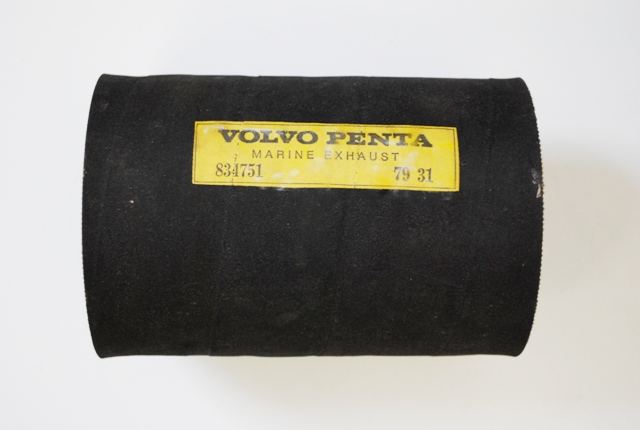 VOLVO PENTA
MARINE EXHAUST
834751 79 31